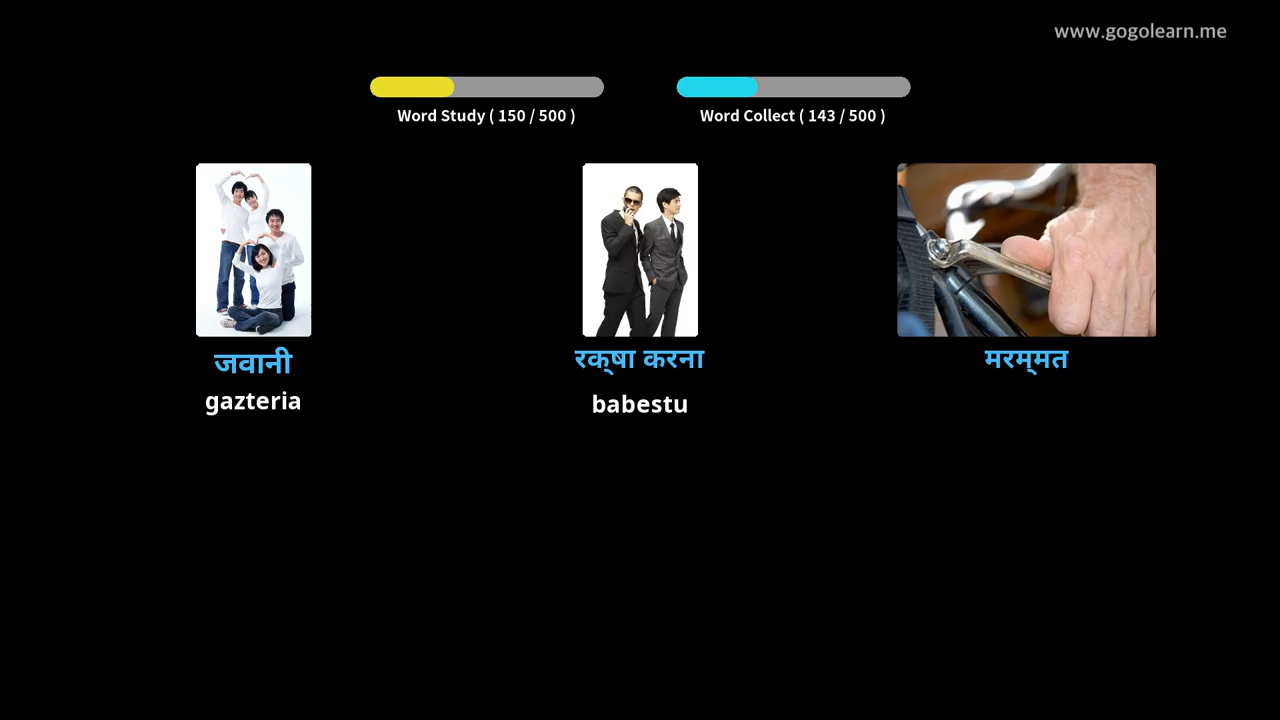 www.gogolearn.me
Word Study ( 150 / 500 )
Word Collect ( 143 / 500 )
जवानी
रक्षा करना
मरम्मत
gazteria
babestu